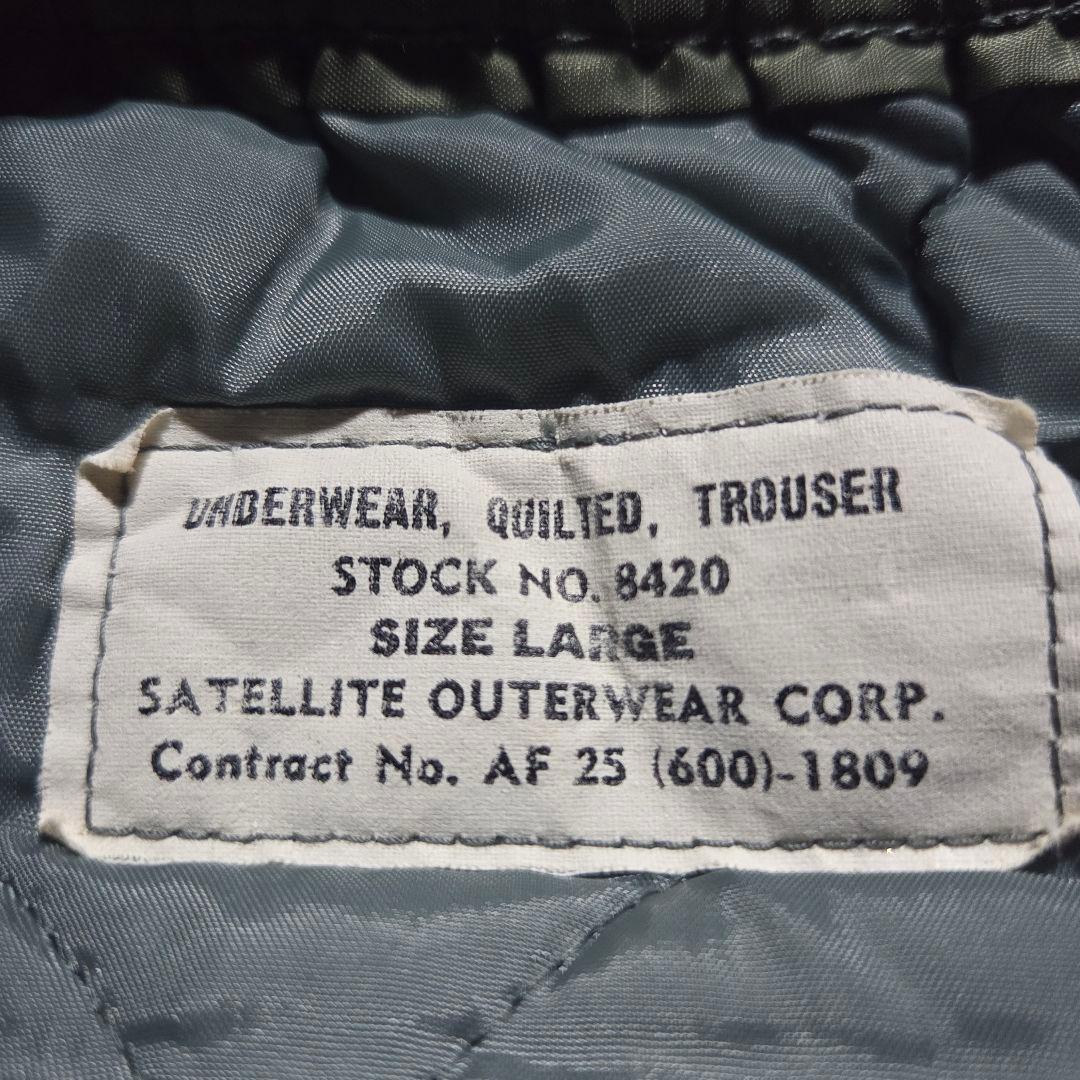 UNDERWEAR, QUILTED, TROUSER
STOCK NO. 8420
SIZE LARGE
SATELLITE OUTERWEAR CORP.
Contract No. AF 25 (600)-1809